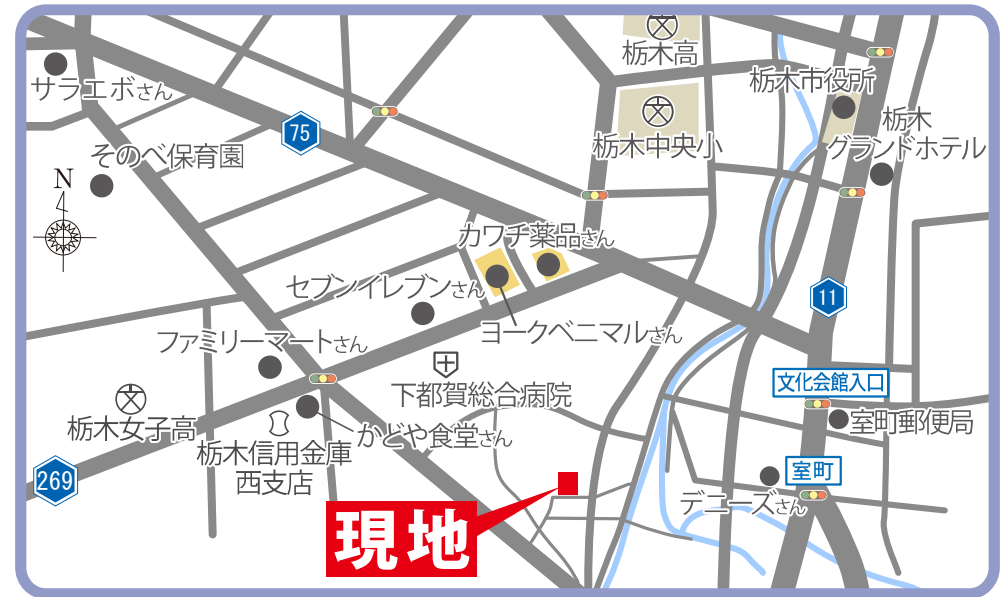 栃木高
栃木市役所
サラエボさん
栃木
グランドホテル
75
栃木中央小
そのべ保育園
N
カワチ薬品さん
セブンイレブンさん
11
ヨークベニマルさん
ファミリーマートさん
下都賀総合病院
文化会館入口
栃木女子高
室町郵便局
かどや食堂さん
栃木信用金庫
西支店
269
室町
デニーズさん
現地